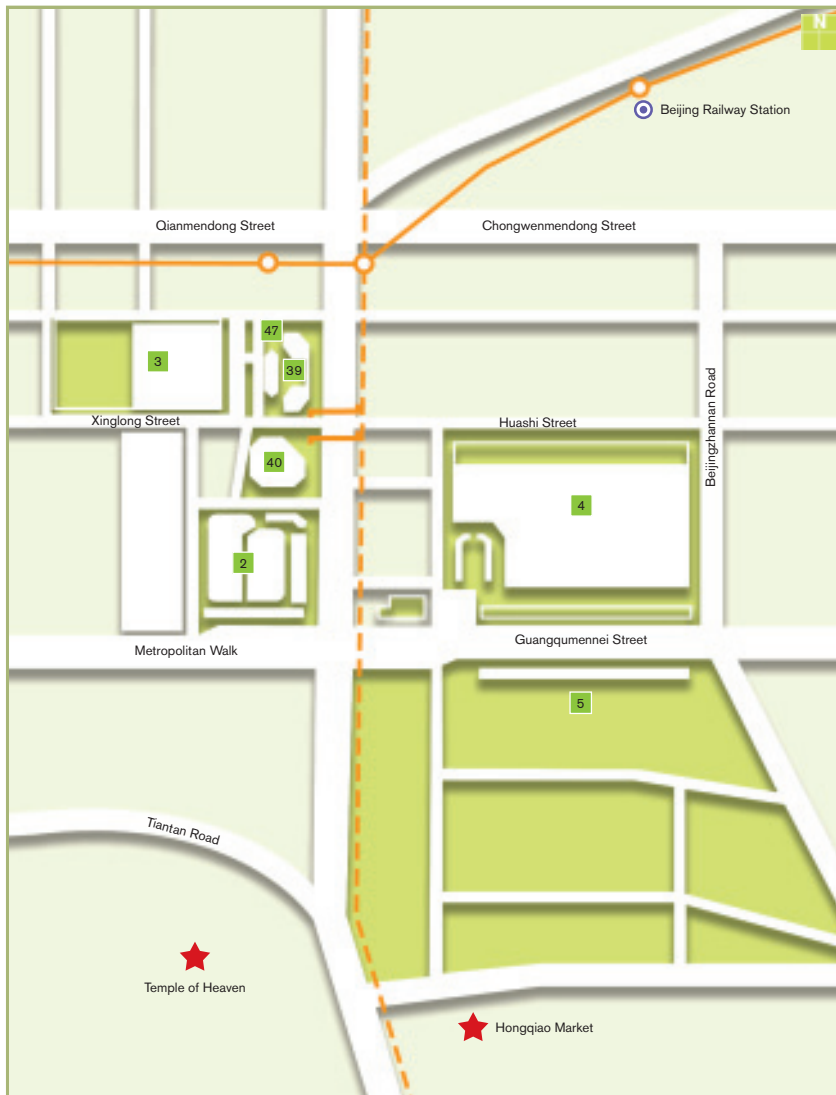 N
Beijing Railway Station
Qianmendong Street
Chongwenmendong Street
47
3
39
Beijingzhannan Road
Xinglong Street
Huashi Street
40
4
2
Guangqumennei Street
Metropolitan Walk
5
Tiantan Road
Temple of Heaven
Hongqiao Market